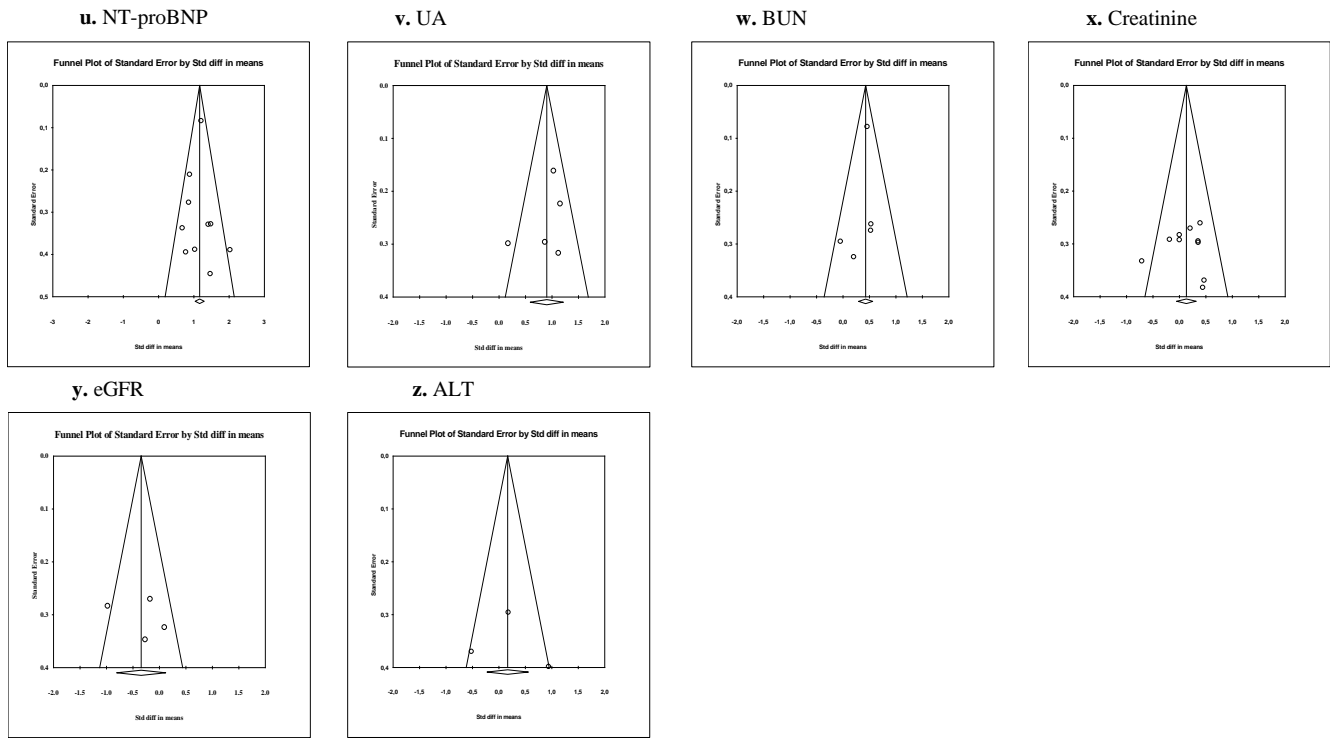 u. NT-proBNP
v. UA
w. BUN
x. Creatinine
Funnel Plot of Standard Error by Std diff in means
0,0
0,1
0,2
0,3
0,4
0,5
Standard Error
-3 -2 -1 0 1 2 3
Std diff in means
Funnel Plot of Standard Error by Std diff in means
0.0
0.1
0.2
0.3
0.4
Standard Error
-2.0 -1.5 -1.0 -0.5 0.0 0.5 1.0 1.5 2.0
Std diff in means
Funnel Plot of Standard Error by Std diff in means
0,0
0,1
0,2
0,3
0,4
Standard Error
-2,0 -1,5 -1,0 -0,5 0,0 0,5 1,0 1,5 2,0
Std diff in means
Funnel Plot of Standard Error by Std diff in means
0,0
0,1
0,2
0,3
0,4
Standard Error
-2,0 -1,5 -1,0 -0,5 0,0 0,5 1,0 1,5 2,0
Std diff in means
y. eGFR
z. ALT
Funnel Plot of Standard Error by Std diff in means
0.0
0.1
0.2
0.3
0.4
Standard Error
-2.0 -1.5 -1.0 -0.5 0.0 0.5 1.0 1.5 2.0
Std diff in means
Funnel Plot of Standard Error by Std diff in means
0,0
0,1
0,2
0,3
0,4
Standard Error
-2,0 -1,5 -1,0 -0,5 0,0 0,5 1,0 1,5 2,0
Std diff in means